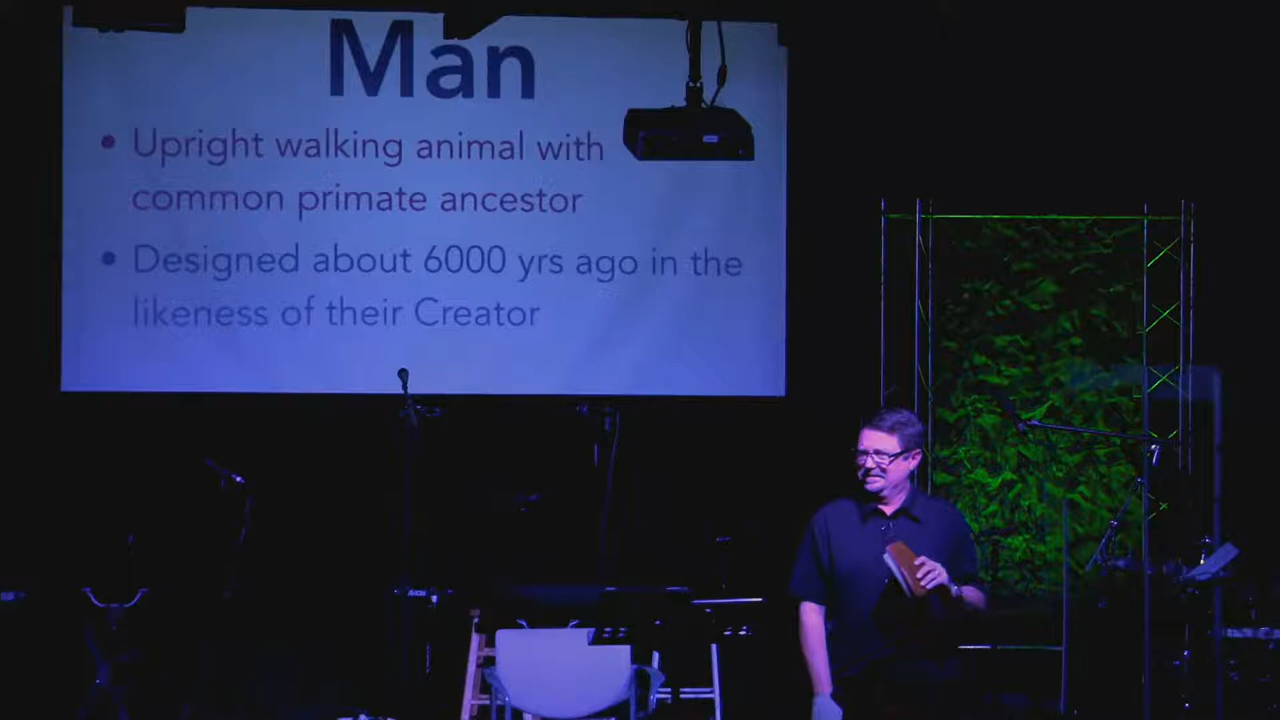 Man
• Upright walking animal with
common primate ancestor
• Designed about 6000 yrs ago in the
likeness of their Creator